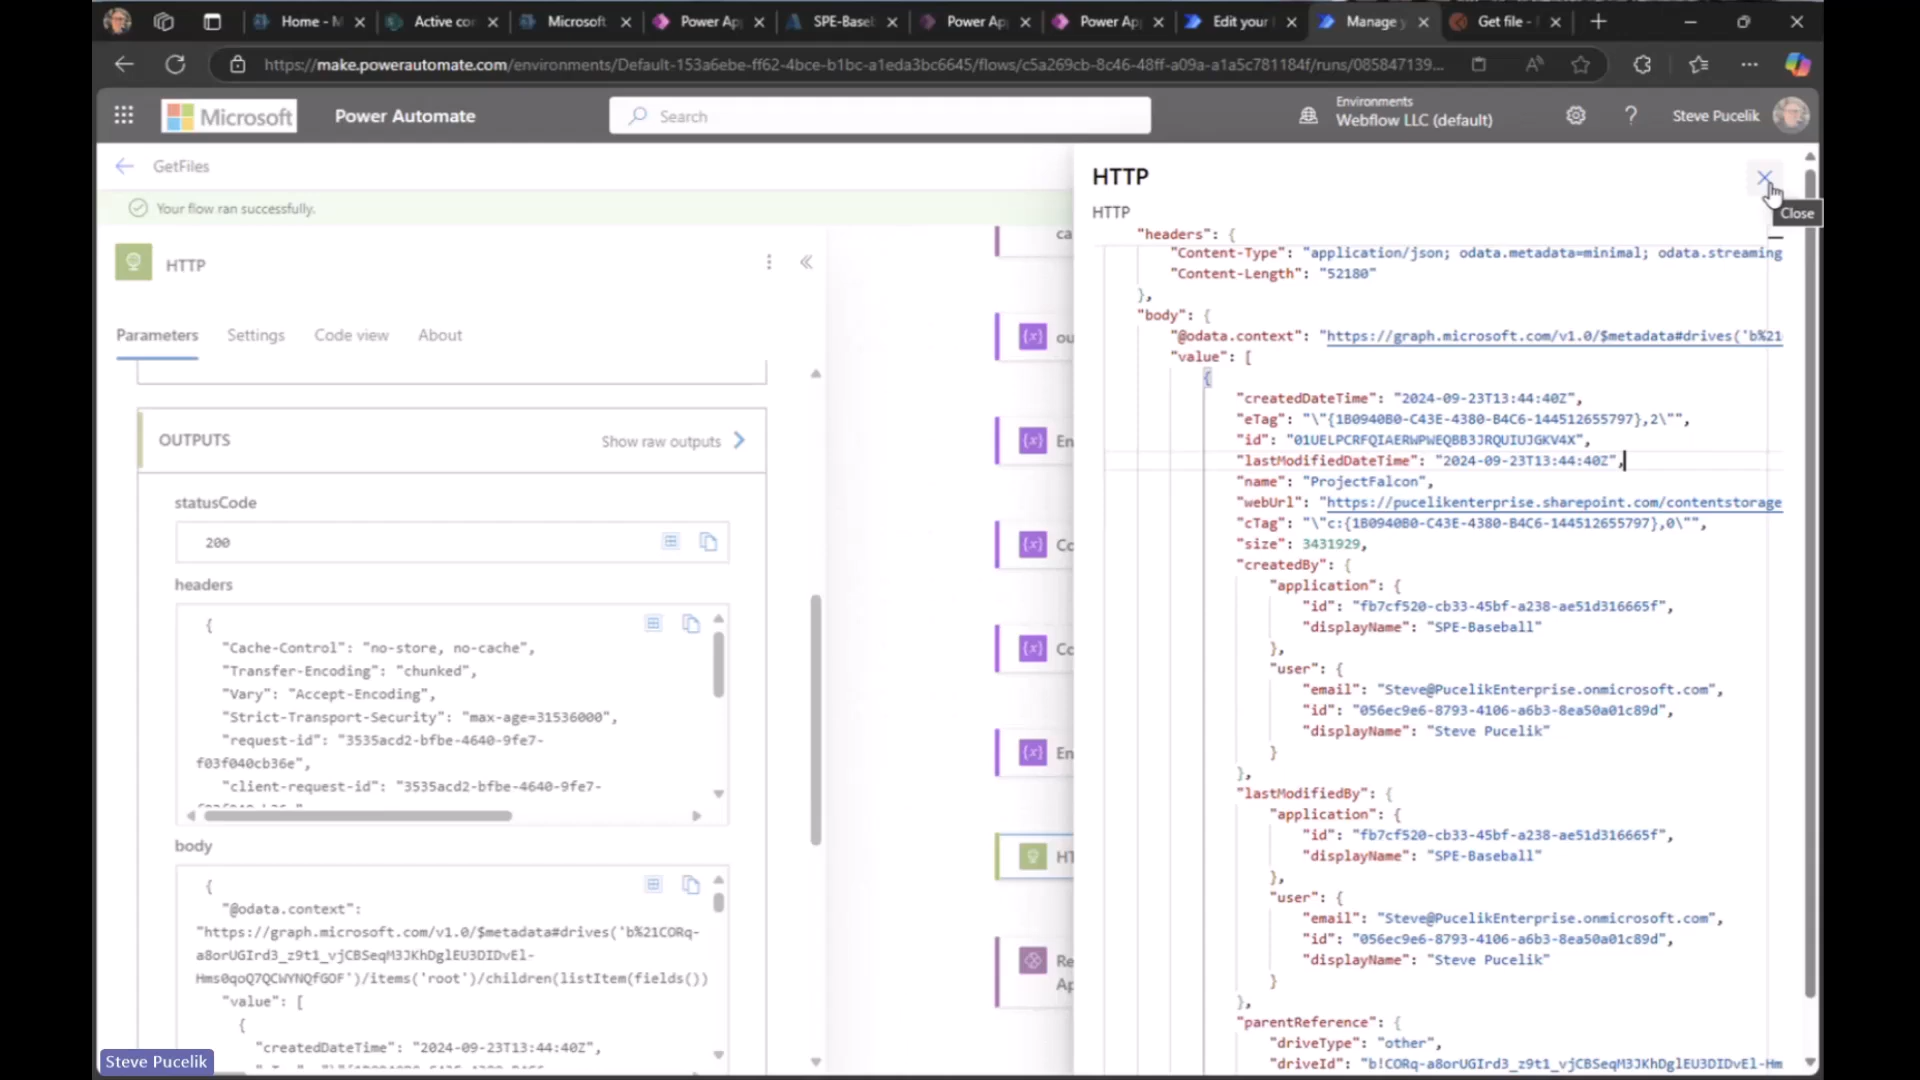 Home - M
Active cor
Microsoft
Power Ap
SPE-Baseb
Power Ap
Power Ap
Edit your
Manage y
Get file -
https://make.powerautomate.com/environments/Default-153a6ebe-ff62-4bce-b1bc-a1eda3bc6645/flows/c5a269cb-8c46-48ff-a09a-a1a5c781184f/runs/085847139...
Microsoft
Power Automate
Search
Environments
Webflow LLC (default)
?
Steve Pucelik
GetFiles
Your flow ran successfully.
HTTP
Parameters
Settings
Code view
About
OUTPUTS
Show raw outputs
statusCode
200
headers
{
"Cache-Control": "no-store, no-cache",
"Transfer-Encoding": "chunked",
"Vary": "Accept-Encoding",
"Strict-Transport-Security": "max-age=31536000",
"request-id": "3535acd2-bfbe-4640-9fe7-
f03f040cb36e",
"client-request-id": "3535acd2-bfbe-4640-9fe7-
body
{
"@odata.context":
"https://graph.microsoft.com/v1.0/$metadata#drives('b%21CORq-
a8orUGIrd3_z9t1_vjCBSeqM3JKhDglEU3DIDvEl-
Hms0qoQ7QCWYNQfGOF')/items('root')/children(listItem(fields())
"value": [
{
"createdDateTime": "2024-09-23T13:44:40Z",
ca
ou
En
Co
Co
En
HT
Re
Ap
HTTP
Close
HTTP
"headers": {
"Content-Type": "application/json; odata.metadata=minimal; odata.streaming
"Content-Length": "52180"
},
"body": {
"@odata.context": "https://graph.microsoft.com/v1.0/$metadata#drives('b%21
"value": [
{
"createdDateTime": "2024-09-23T13:44:40Z",
"eTag": "\"{1B0940B0-C43E-4380-B4C6-144512655797},2\"",
"id": "01UELPCRFQIAERWPWEQBB3JRQUIUJGKV4X",
"lastModifiedDateTime": "2024-09-23T13:44:40Z",
"name": "ProjectFalcon",
"webUrl": "https://pucelikenterprise.sharepoint.com/contentstorage
"cTag": "\"c:{1B0940B0-C43E-4380-B4C6-144512655797},0\"",
"size": 3431929,
"createdBy": {
"application": {
"id": "fb7cf520-cb33-45bf-a238-ae51d316665f",
"displayName": "SPE-Baseball"
},
"user": {
"email": "Steve@PucelikEnterprise.onmicrosoft.com",
"id": "056ec9e6-8793-4106-a6b3-8ea50a01c89d",
"displayName": "Steve Pucelik"
}
},
"lastModifiedBy": {
"application": {
"id": "fb7cf520-cb33-45bf-a238-ae51d316665f",
"displayName": "SPE-Baseball"
},
"user": {
"email": "Steve@PucelikEnterprise.onmicrosoft.com",
"id": "056ec9e6-8793-4106-a6b3-8ea50a01c89d",
"displayName": "Steve Pucelik"
}
},
"parentReference": {
"driveType": "other",
"driveId": "b!CORq-a8orUGIrd3_z9t1_vjCBSeqM3JKhDglEU3DIDvEl-Hm
Steve Pucelik